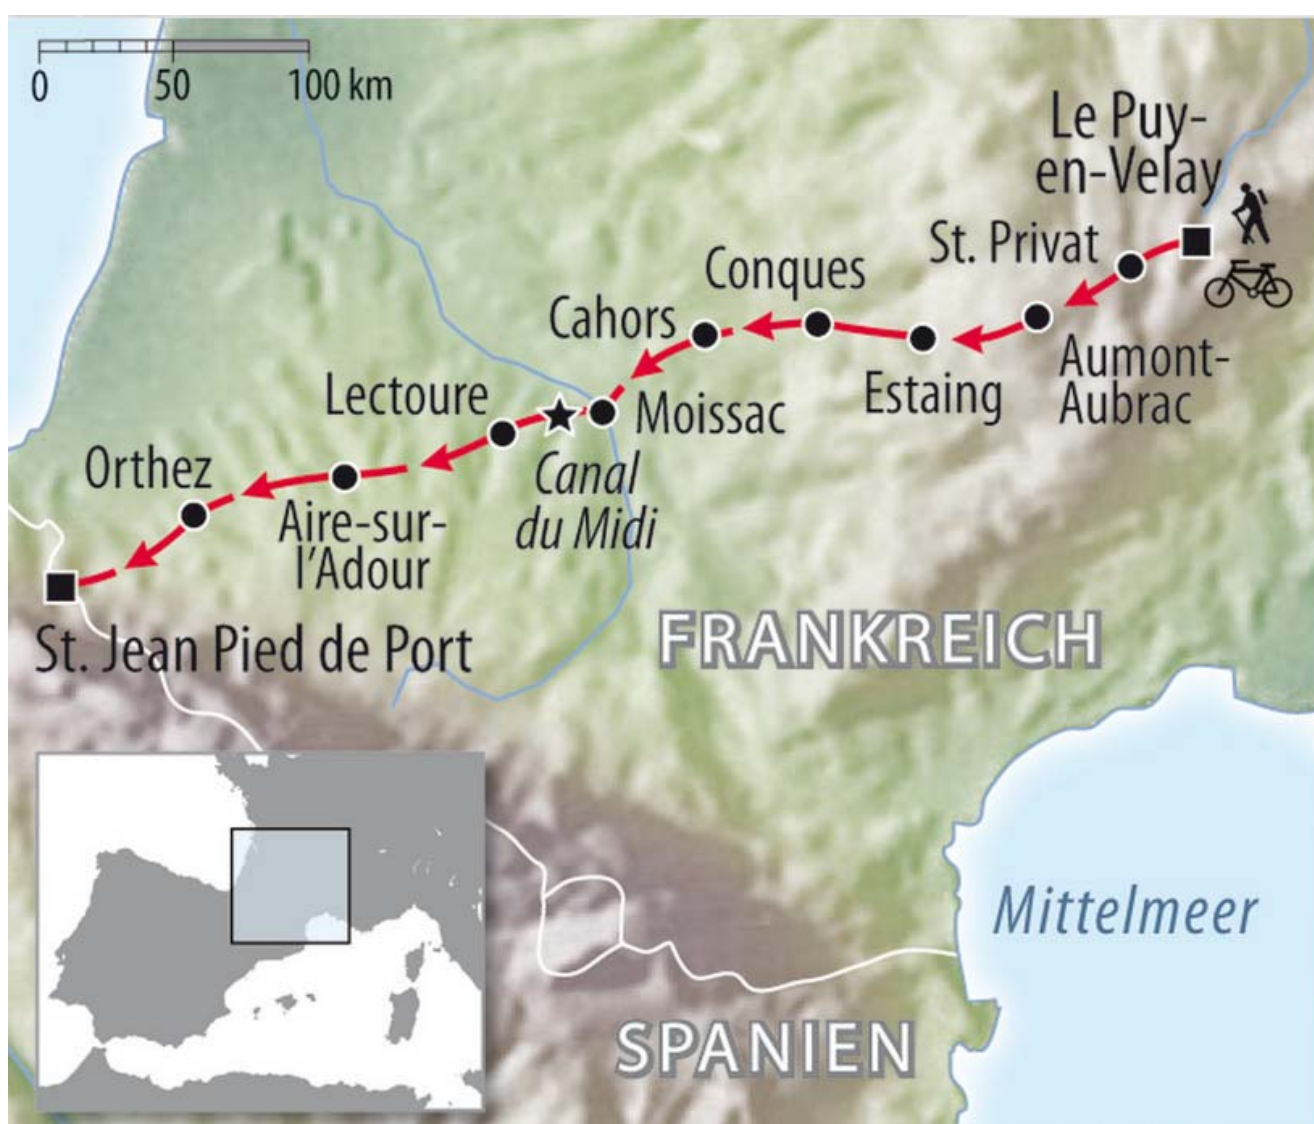 0 50 100 km
Le Puy-
en-Velay
St. Privat
Conques
Cahors
Aumont-
Aubrac
Estaing
Lectoure
Moissac
Orthez
Canal
du Midi
Aire-sur-
l'Adour
St. Jean Pied de Port
FRANKREICH
Mittelmeer
SPANIEN